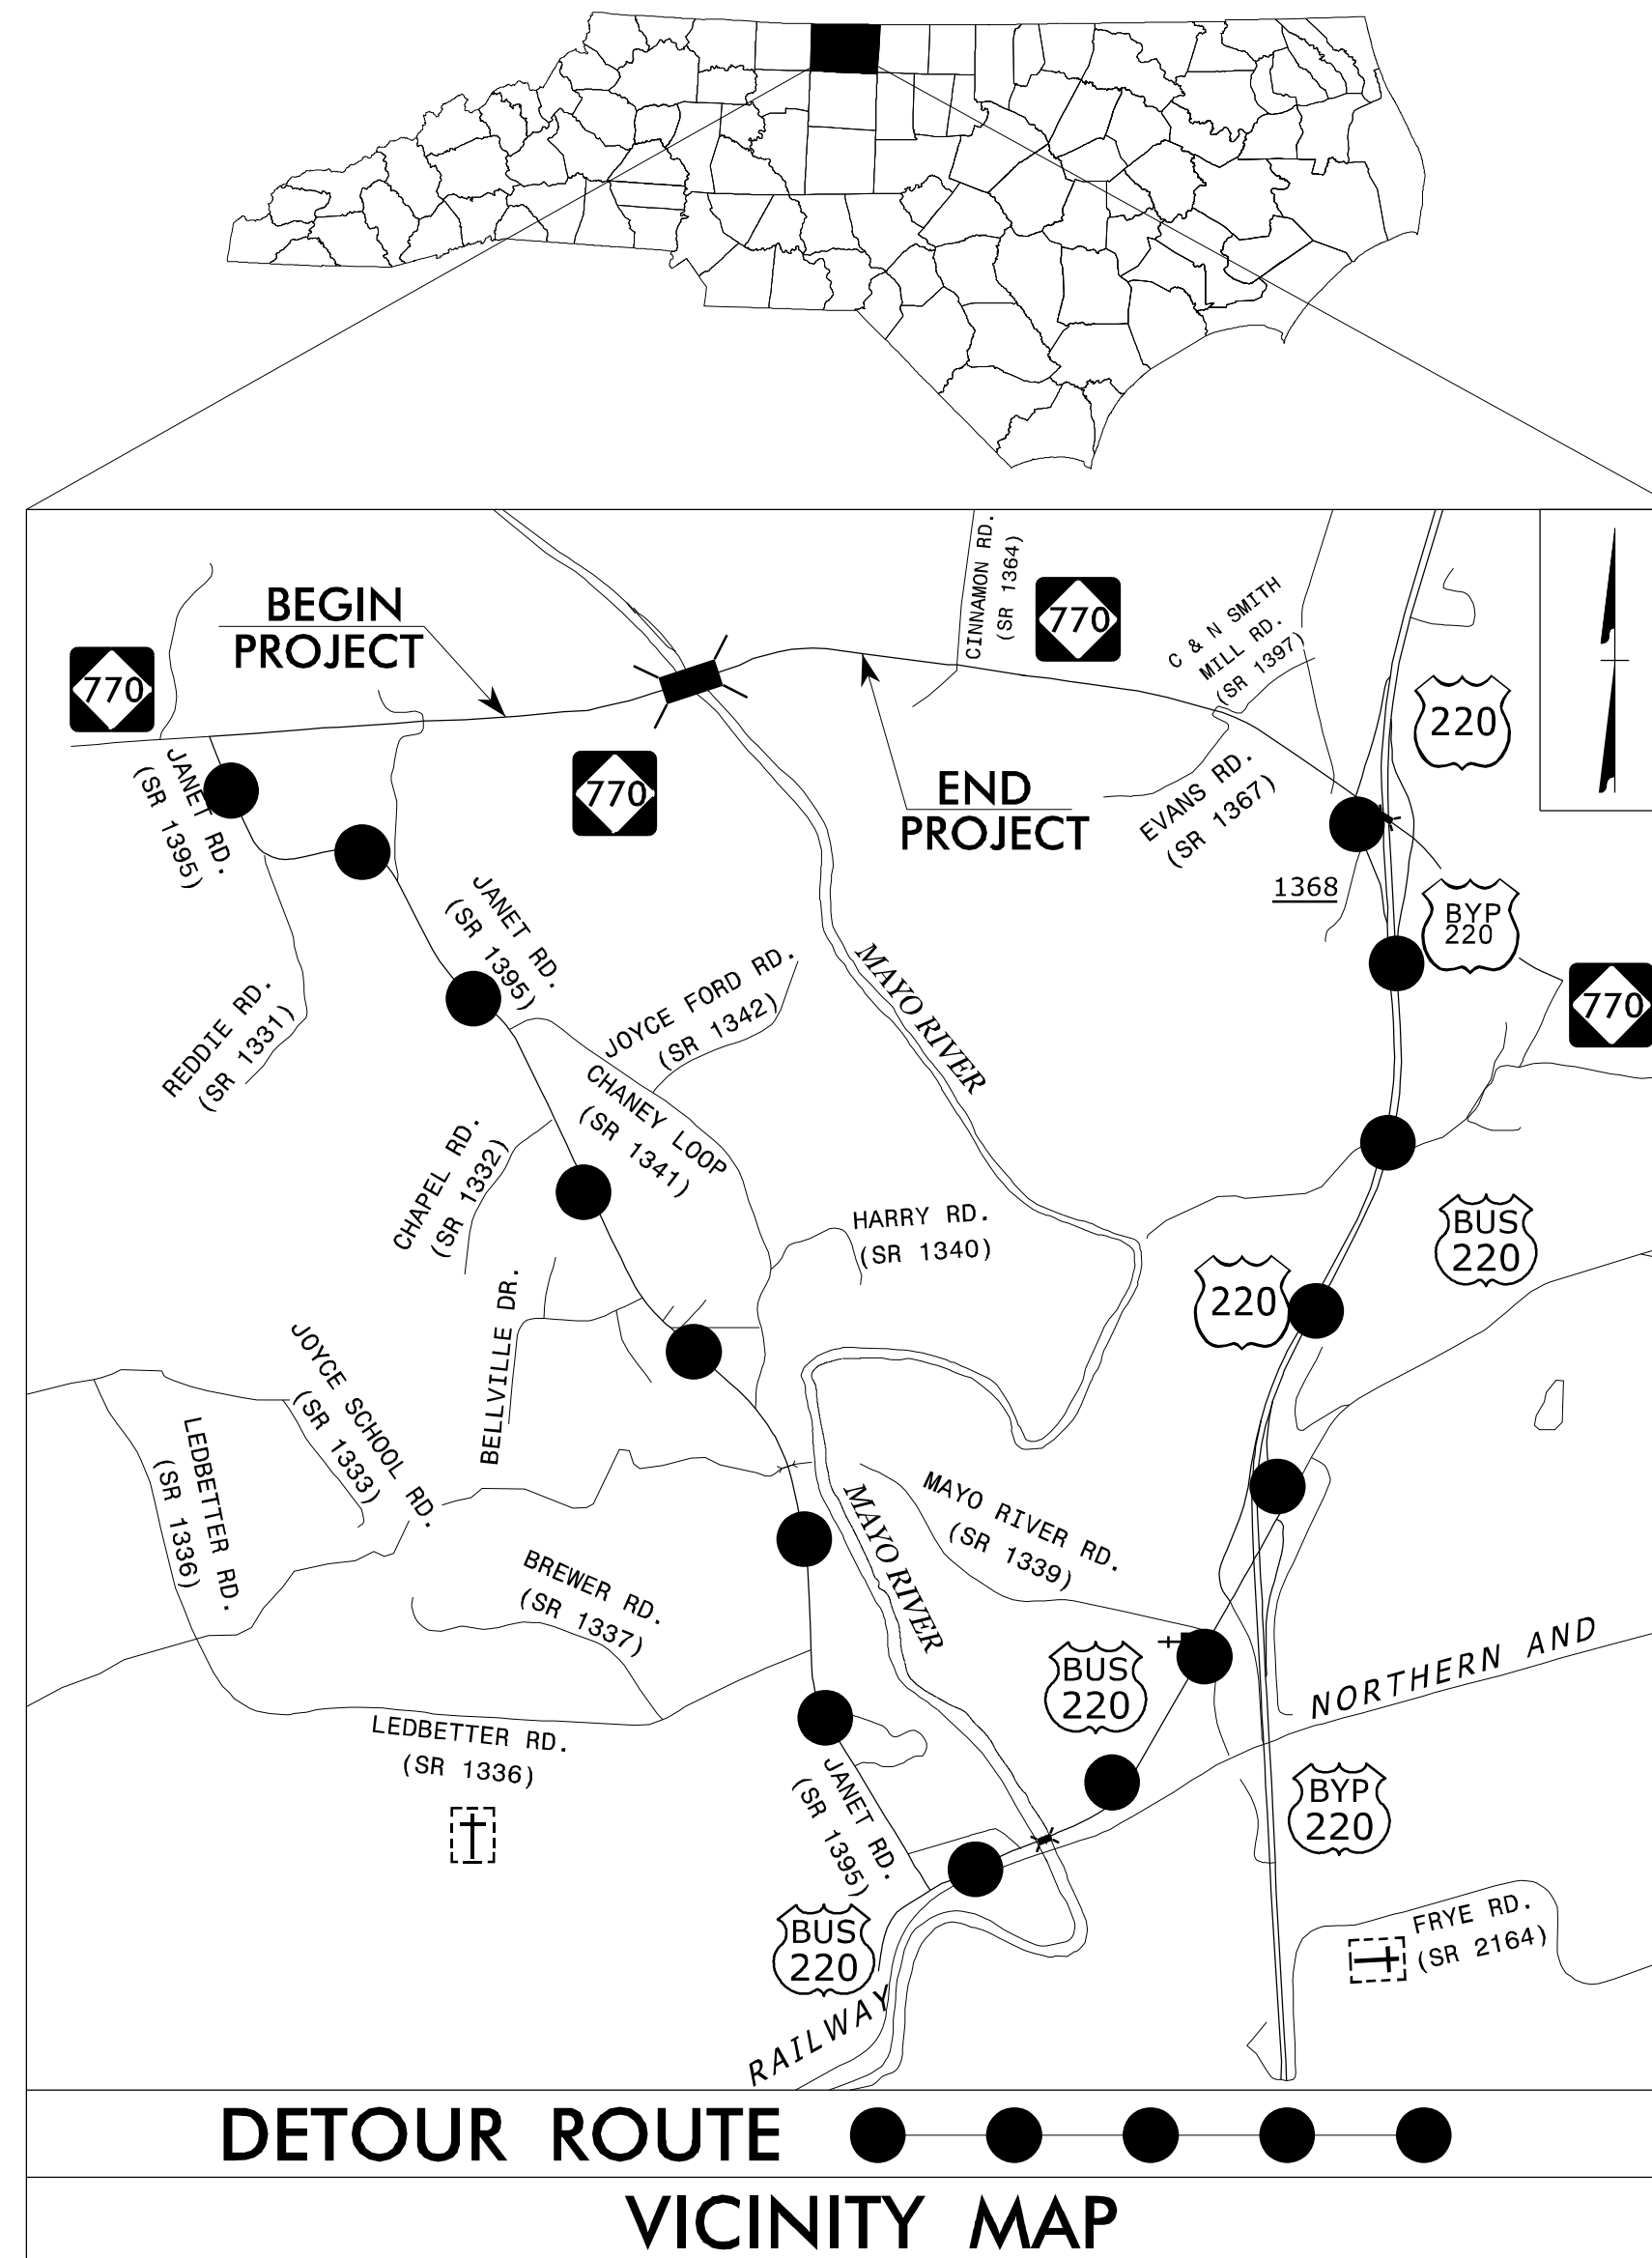 BEGIN
PROJECT
770
770
770
770
END
PROJECT
CINNAMON RD.
(SR 1364)
C & N SMITH
MILL RD.
(SR 1397)
220
JANET RD.
(SR 1395)
EVANS RD.
(SR 1367)
1368
BYP
220
JANET RD.
(SR 1395)
MAYO RIVER
JOYCE FORD RD.
(SR 1342)
REDDIE RD.
(SR 1331)
CHANEY LOOP
(SR 1341)
CHAPEL RD.
(SR 1332)
HARRY RD.
(SR 1340)
BUS
220
220
BELLVILLE DR.
JOYCE SCHOOL RD.
(SR 1333)
LEDBETTER RD.
(SR 1336)
MAYO RIVER
MAYO RIVER RD.
(SR 1339)
BREWER RD.
(SR 1337)
BUS
220
NORTHERN AND
LEDBETTER RD.
(SR 1336)
JANET RD.
(SR 1395)
BYP
220
BUS
220
FRYE RD.
(SR 2164)
RAILWAY
DETOUR ROUTE
VICINITY MAP